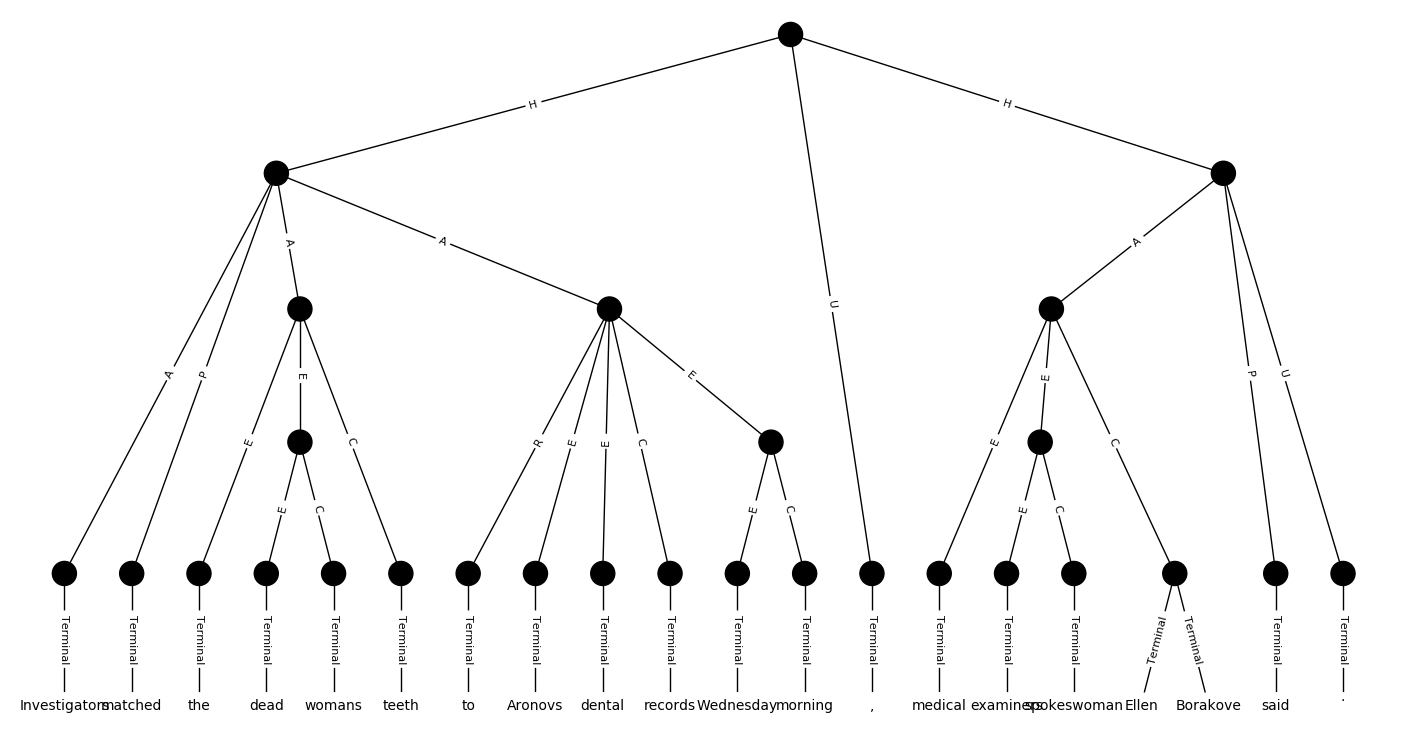 H H
A A A
U
A P E P U
E E C R E E C E E C
E C E C E C
Terminal Terminal Terminal Terminal Terminal Terminal Terminal Terminal Terminal Terminal Terminal Terminal Terminal Terminal Terminal Terminal Terminal Terminal Terminal Terminal
Investigators matched the dead womans teeth to Aronovs dental records Wednesday morning , medical examiners spokeswoman Ellen Borakove said .